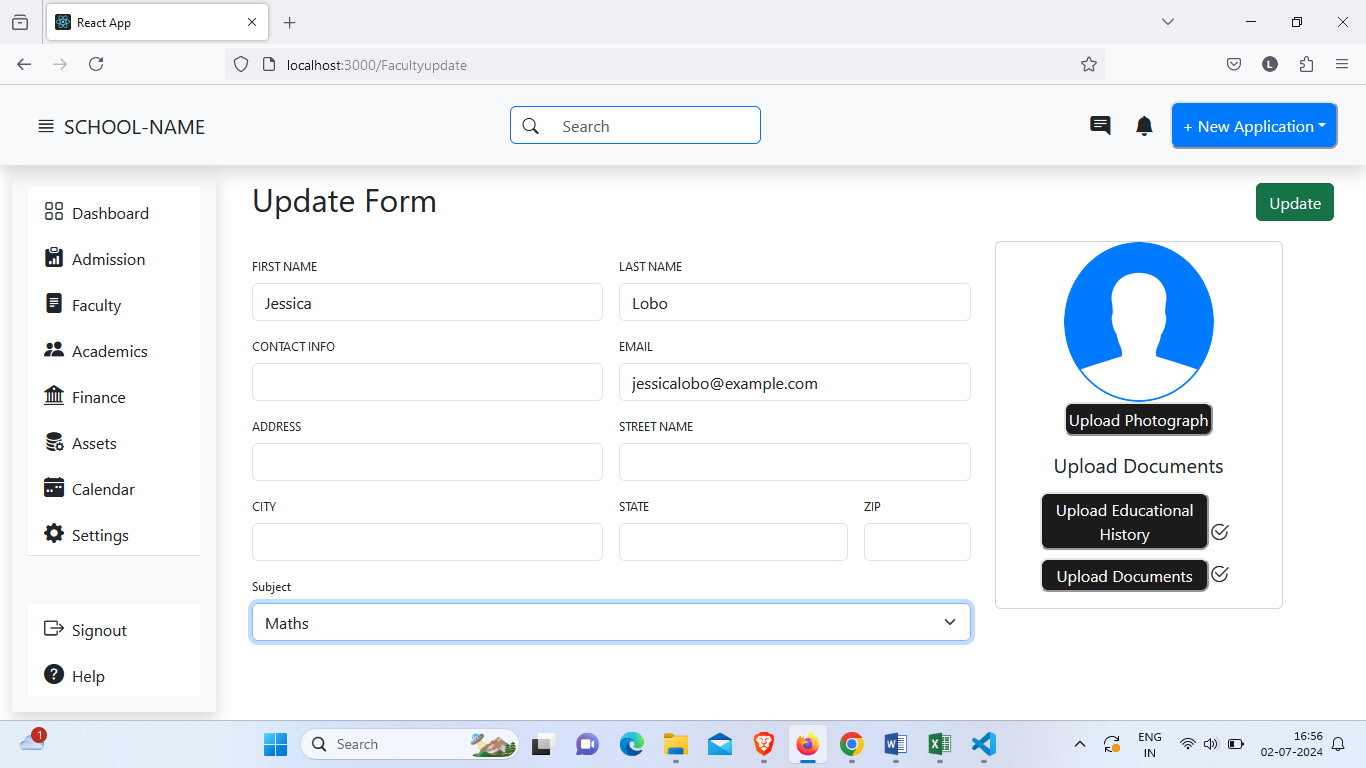 React App
localhost:3000/Facultyupdate
L
SCHOOL-NAME
Search
+ New Application
Dashboard
Admission
Faculty
Academics
Finance
Assets
Calendar
Settings
Signout
Help
Update Form
Update
FIRST NAME
LAST NAME
Jessica
Lobo
CONTACT INFO
EMAIL
jessicalobo@example.com
ADDRESS
STREET NAME
CITY
STATE
ZIP
Subject
Maths
Upload Photograph
Upload Documents
Upload Educational
History
Upload Documents
1
Search
ENG
IN
16:56
02-07-2024